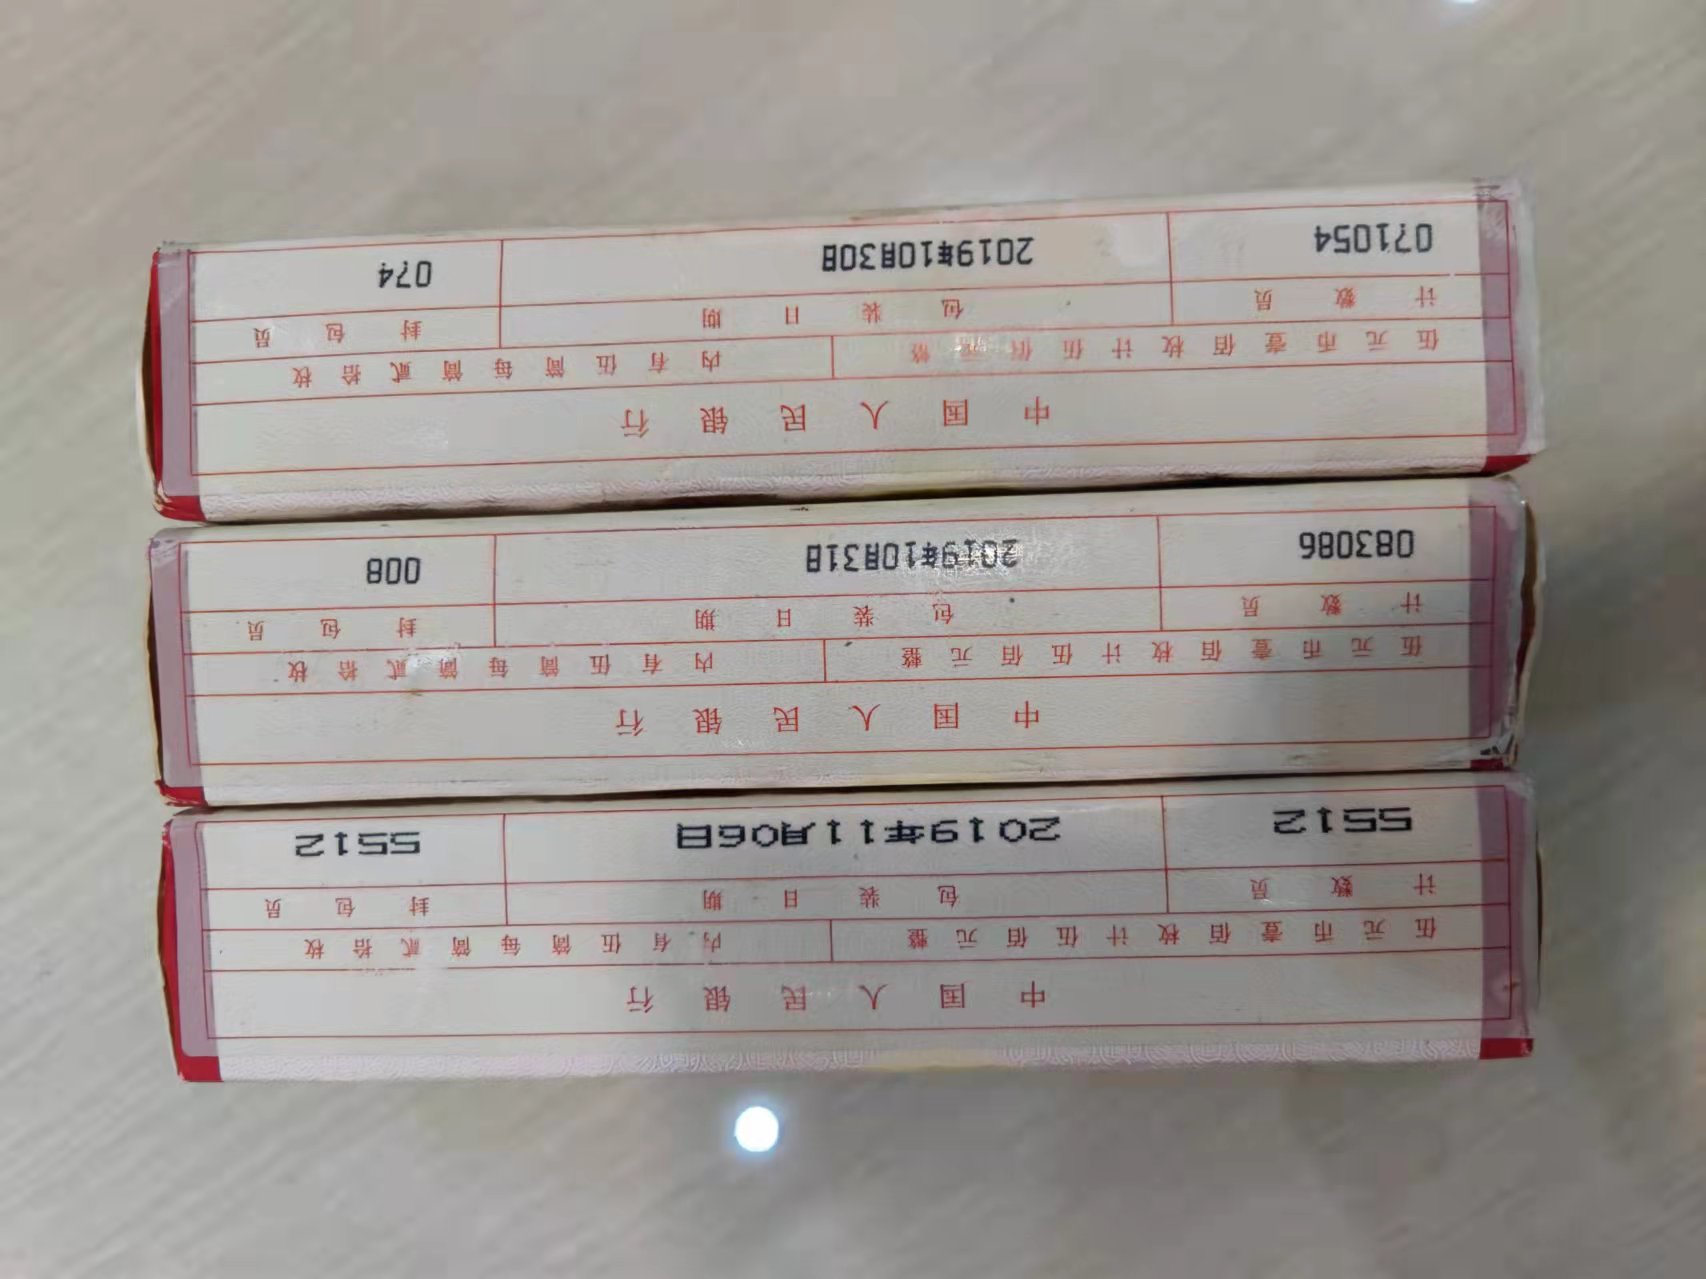 中国人民银行
伍元币壹佰枚计伍佰元整 内有伍筒每筒贰拾枚
计数员 包装日期 封包员
5512 2019年11月06日 5512
中国人民银行
伍元币壹佰枚计伍佰元整 内有伍筒每筒贰拾枚
计数员 包装日期 封包员
083086 2019年10月31日 008
中国人民银行
伍元币壹佰枚计伍佰元整 内有伍筒每筒贰拾枚
计数员 包装日期 封包员
071054 2019年10月30日 074